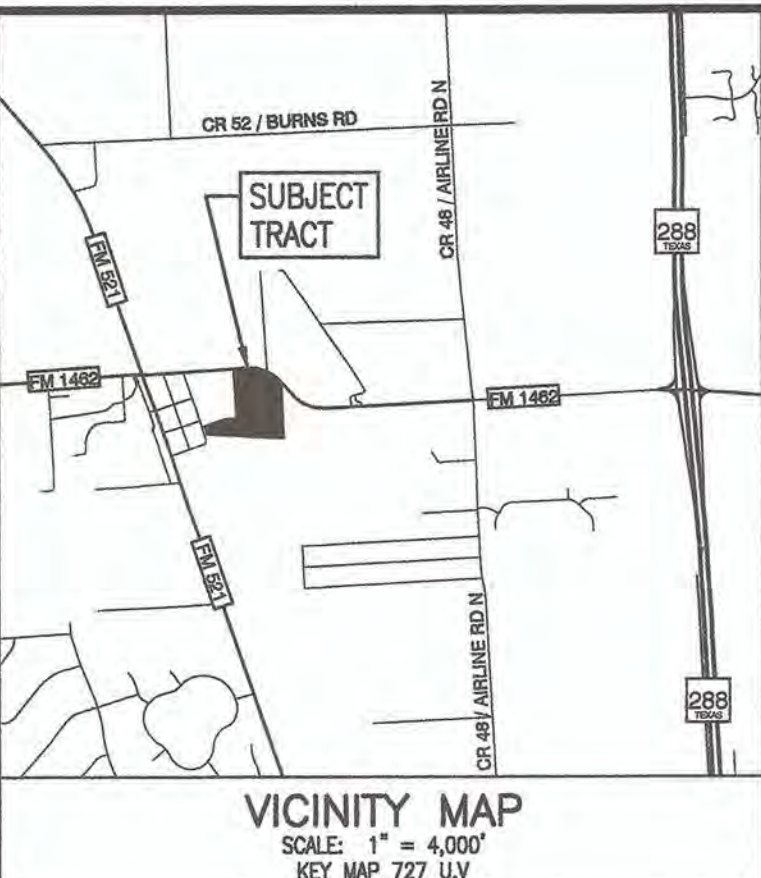 CR 52 / BURNS RD
CR 48 / AIRLINE RD N
SUBJECT
TRACT
288
TEXAS
FM 521
FM 1462
FM 1462
FM 521
CR 48 / AIRLINE RD N
288
TEXAS
VICINITY MAP
SCALE: 1" = 4,000'
KEY MAP 727 U,V